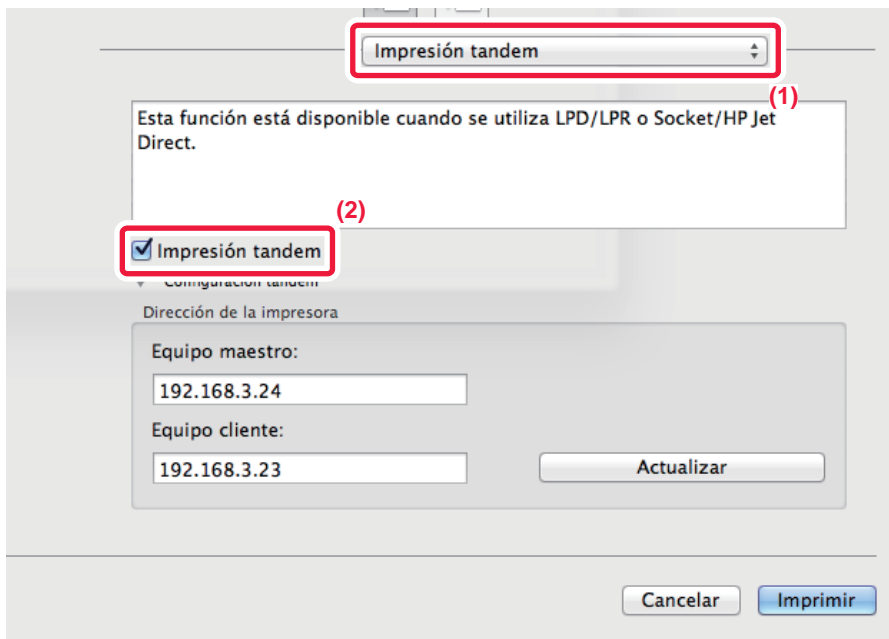 Impresión tandem
(1)
Esta función está disponible cuando se utiliza LPD/LPR o Socket/HP Jet
Direct.
(2)
Impresión tandem
Configuración tandem
Dirección de la impresora
Equipo maestro:
192.168.3.24
Equipo cliente:
192.168.3.23
Actualizar
Cancelar
Imprimir